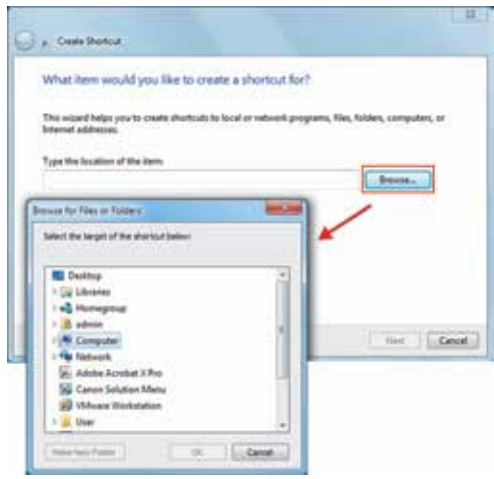 Create Shortcut
What item would you like to create a shortcut for?
This wizard helps you to create shortcuts to local or network programs, files, folders, computers, or
Internet addresses.
Type the location of the item:
Browse...
Browse for Files or Folders
Select the target of the shortcut below:
Desktop
Libraries
Homegroup
admin
Computer
Network
Adobe Acrobat X Pro
Canon Solution Menu
VMware Workstation
User
Make New Folder
OK
Cancel
Next
Cancel